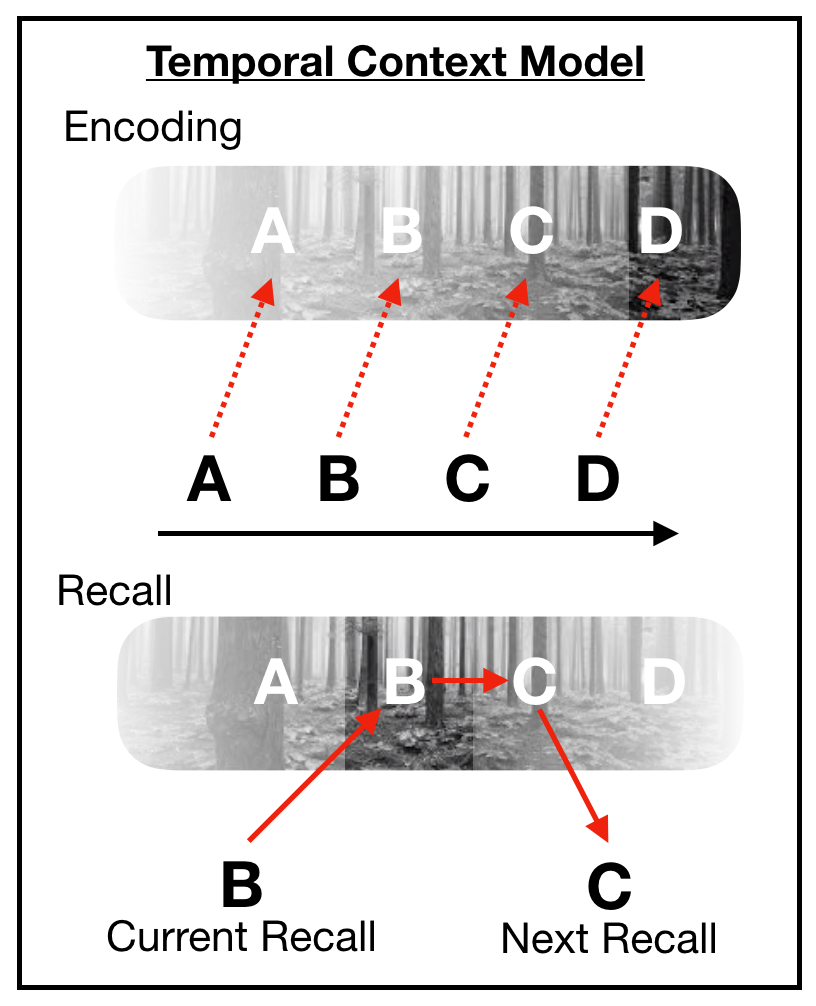 Temporal Context Model
Encoding
A B C D
A B C D
Recall
A B C D
B C
Current Recall Next Recall